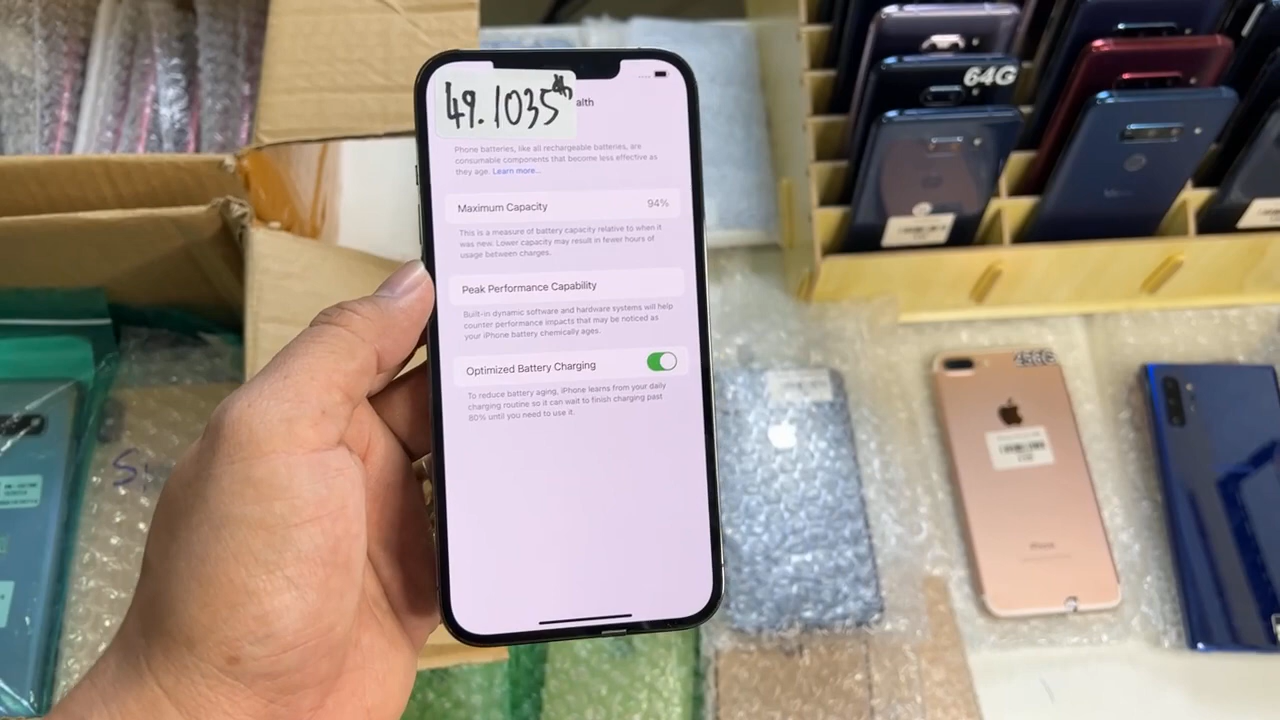 49.1035
alth
Phone batteries, like all rechargeable batteries, are
consumable components that become less effective as
they age. Learn more...
Maximum Capacity 94%
This is a measure of battery capacity relative to when it
was new. Lower capacity may result in fewer hours of
usage between charges.
Peak Performance Capability
Built-in dynamic software and hardware systems will help
counter performance impacts that may be noticed as
your iPhone battery chemically ages.
Optimized Battery Charging
To reduce battery aging, iPhone learns from your daily
charging routine so it can wait to finish charging past
80% until you need to use it.
64G
iPhone